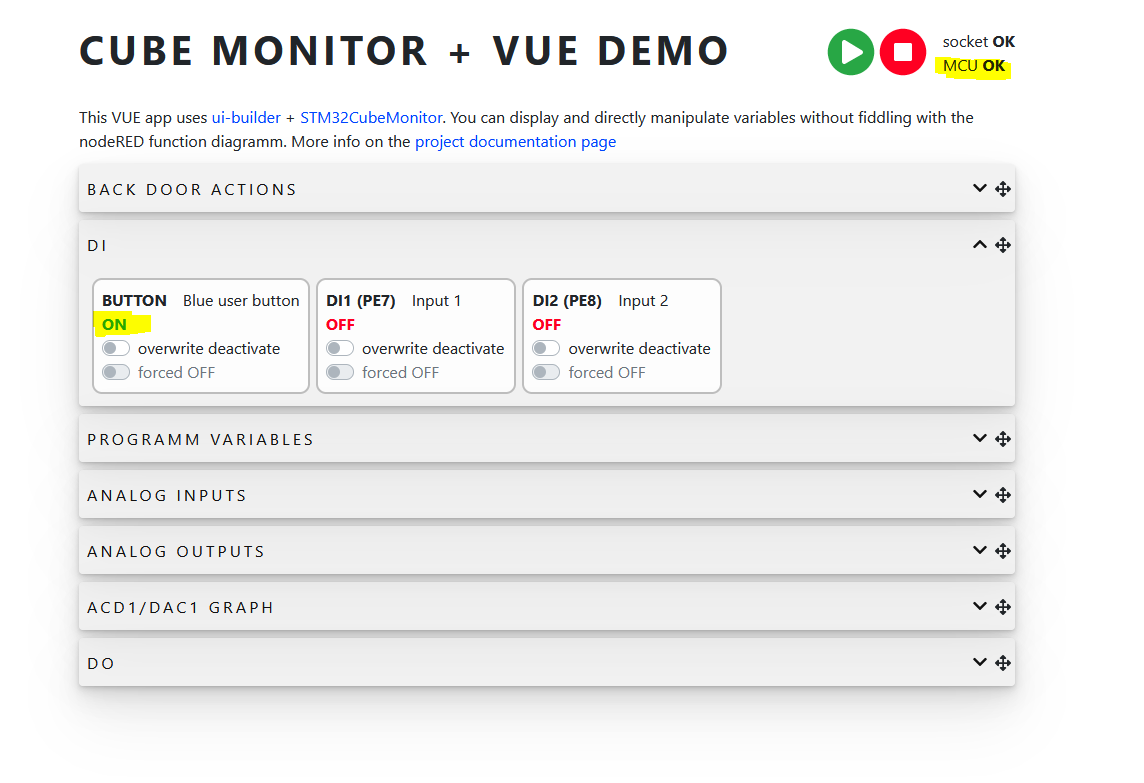 CUBE MONITOR + VUE DEMO
socket OK
MCU OK
This VUE app uses ui-builder + STM32CubeMonitor. You can display and directly manipulate variables without fiddling with the
nodeRED function diagramm. More info on the project documentation page
BACK DOOR ACTIONS
DI
BUTTON Blue user button
ON
overwrite deactivate
forced OFF
DI1 (PE7) Input 1
OFF
overwrite deactivate
forced OFF
DI2 (PE8) Input 2
OFF
overwrite deactivate
forced OFF
PROGRAMM VARIABLES
ANALOG INPUTS
ANALOG OUTPUTS
ACD1/DAC1 GRAPH
DO